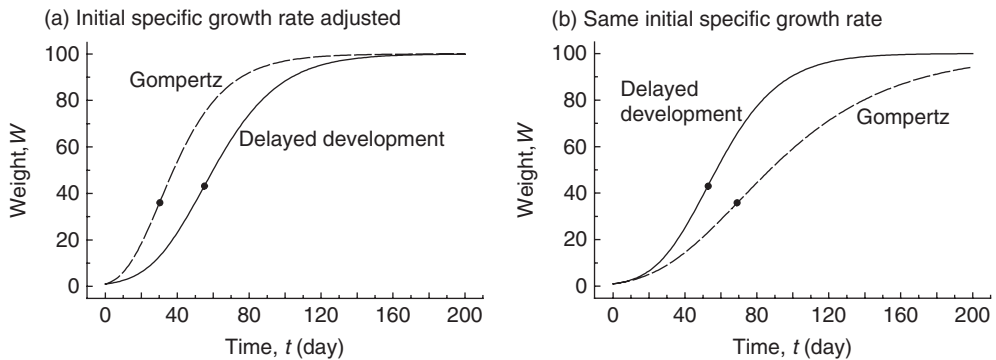 (a) Initial specific growth rate adjusted
100
80
60
40
20
0
Weight, W
Gompertz
Delayed development
0 40 80 120 160 200
Time, t (day)
(b) Same initial specific growth rate
100
80
60
40
20
0
Weight, W
Delayed
development
Gompertz
0 40 80 120 160 200
Time, t (day)